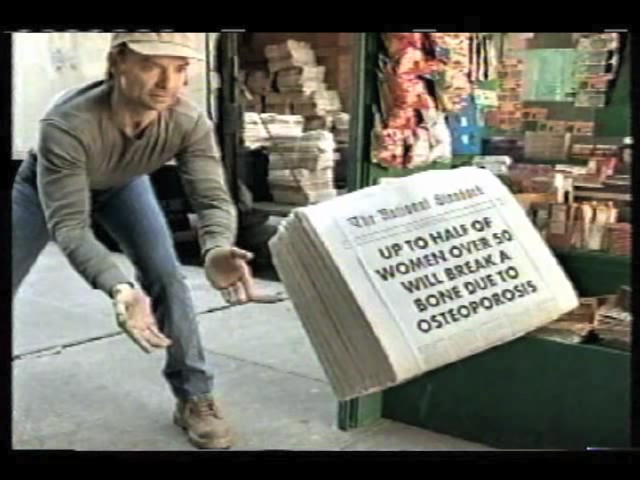 The National Standard
UP TO HALF OF
WOMEN OVER 50
WILL BREAK A
BONE DUE TO
OSTEOPOROSIS